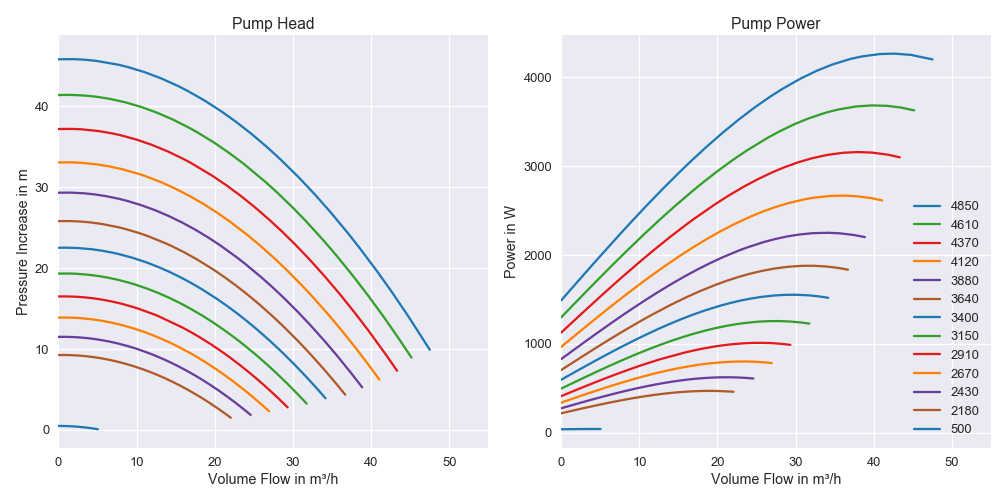 Pump Head
Pressure Increase in m
40
30
20
10
0
0 10 20 30 40 50
Volume Flow in m³/h
Pump Power
Power in W
4000
3000
2000
1000
0
0 10 20 30 40 50
Volume Flow in m³/h
4850
4610
4370
4120
3880
3640
3400
3150
2910
2670
2430
2180
500